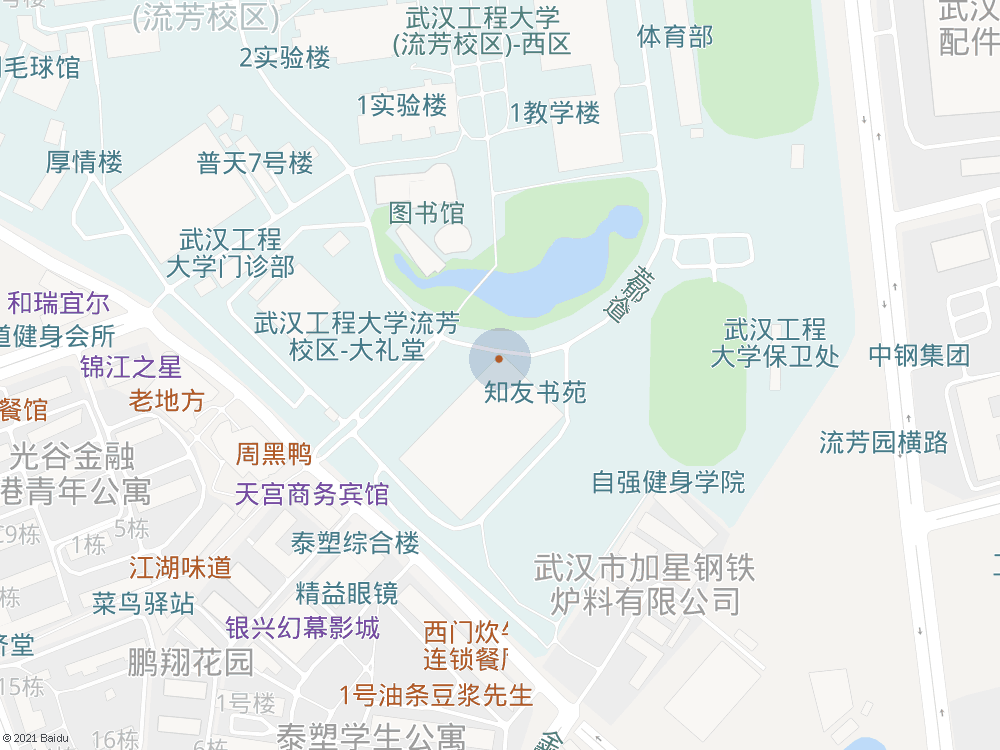 (流芳校区)
武汉工程大学
(流芳校区)-西区
体育部
2实验楼
毛球馆
1实验楼
1教学楼
武汉
配件
厚情楼
普天7号楼
图书馆
武汉工程
大学门诊部
和瑞宜尔
道健身会所
武汉工程大学流芳
校区-大礼堂
武汉工程
大学保卫处
中钢集团
锦江之星
老地方
餐馆
知友书苑
周黑鸭
光谷金融
港青年公寓
天宫商务宾馆
自强健身学院
流芳园横路
C9栋
1栋
5栋
泰塑综合楼
江湖味道
菜鸟驿站
精益眼镜
武汉市加星钢铁
炉料有限公司
栋
银兴幻幕影城
西门炊
连锁餐厅
鹏翔花园
15栋
1号楼
1号油条豆浆先生
16栋
6栋
泰塑学生公寓
© 2021 Baidu